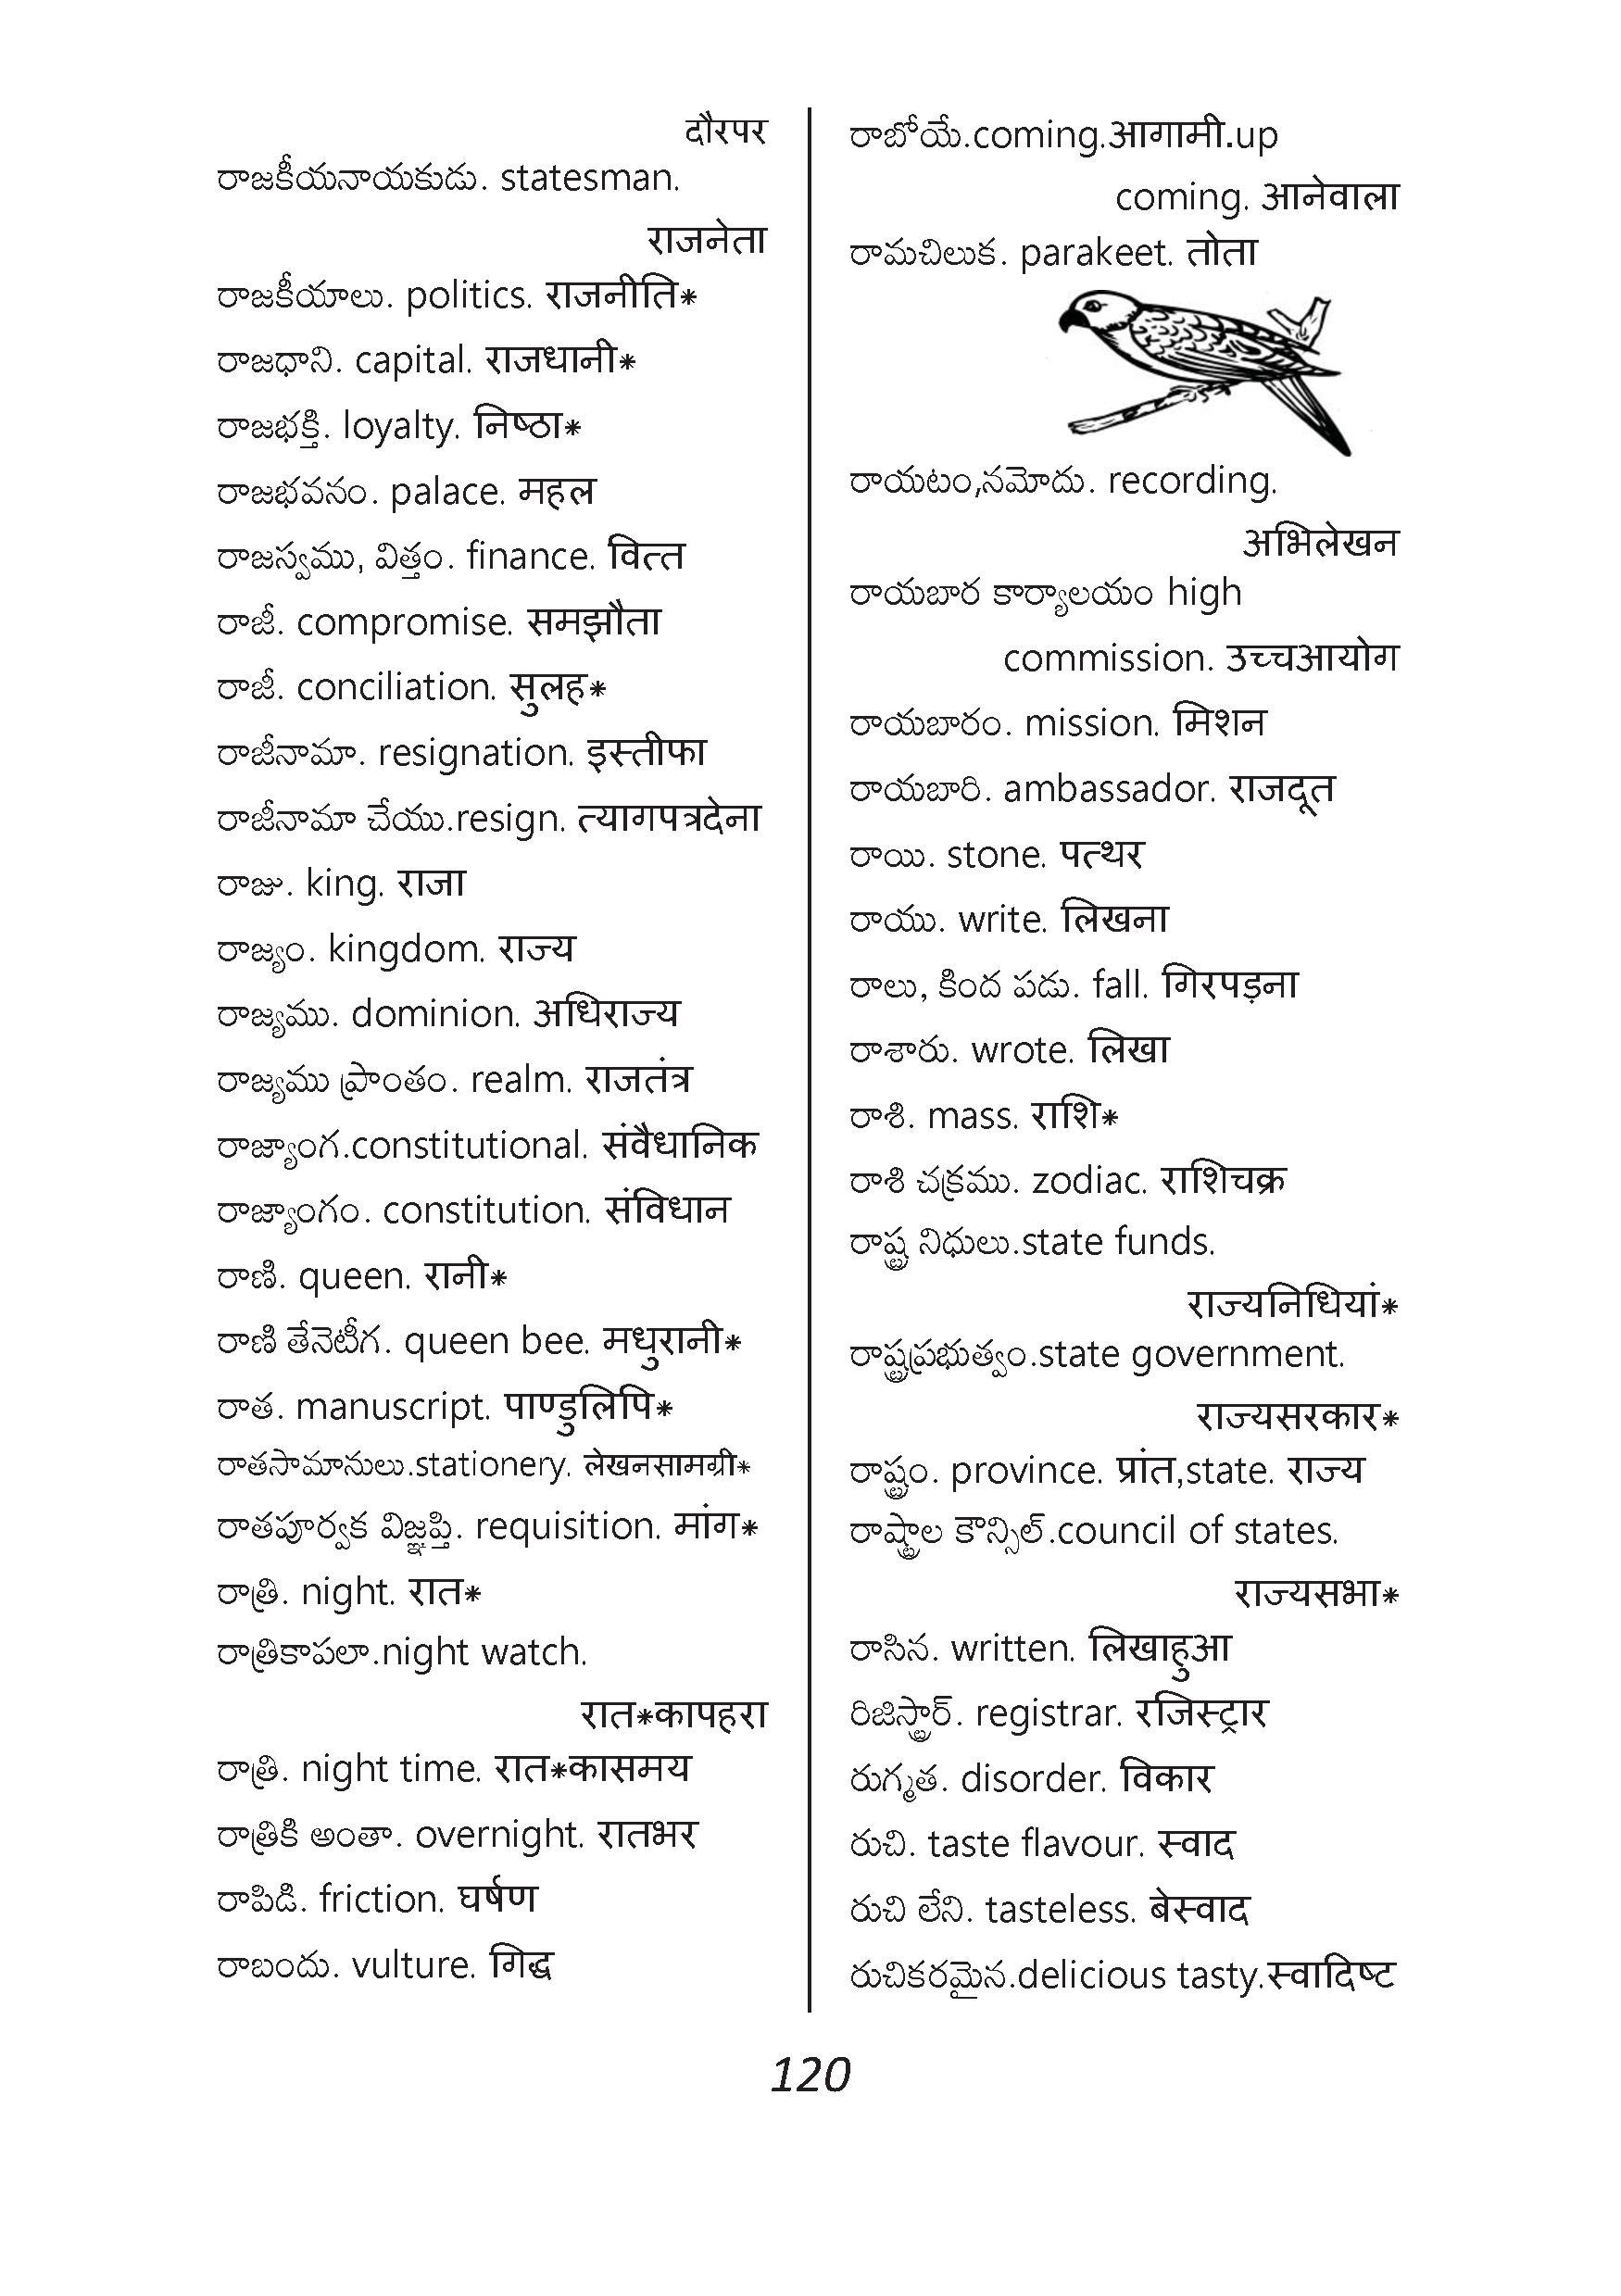 दौरपर
రాజకీయనాయకుడు. statesman.
राजनेता
రాజకీయాలు. politics. राजनीति*
రాజధాని. capital. राजधानी*
రాజభక్తి. loyalty. निष्ठा*
రాజభవనం. palace. महल
రాజస్వము, విత్తం. finance. वित्त
రాజీ. compromise. समझौता
రాజీ. conciliation. सुलह*
రాజీనామా. resignation. इस्तीफा
రాజీనామా చేయు.resign. त्यागपत्रदेना
రాజు. king. राजा
రాజ్యం. kingdom. राज्य
రాజ్యము. dominion. अधिराज्य
రాజ్యము ప్రాంతం. realm. राजतंत्र
రాజ్యాంగ.constitutional. संवैधानिक
రాజ్యాంగం. constitution. संविधान
రాణి. queen. रानी*
రాణి తేనెటీగ. queen bee. मधुरानी*
రాత. manuscript. पाण्डुलिपि*
రాతసామానులు.stationery. लेखनसामग्री*
రాతపూర్వక విజ్ఞప్తి. requisition. मांग*
రాత్రి. night. रात*
రాత్రికాపలా.night watch.
रात*कापहरा
రాత్రి. night time. रात*कासमय
రాత్రికి అంతా. overnight. रातभर
రాపిడి. friction. घर्षण
రాబందు. vulture. गिद्ध
రాబోయే.coming.आगामी.up
coming. आनेवाला
రామచిలుక. parakeet. तोता
రాయటం,నమోదు. recording.
अभिलेखन
రాయబార కార్యాలయం high
commission. उच्चआयोग
రాయబారం. mission. मिशन
రాయబారి. ambassador. राजदूत
రాయి. stone. पत्थर
రాయు. write. लिखना
రాలు, కింద పడు. fall. गिरपड़ना
రాశారు. wrote. लिखा
రాశి. mass. राशि*
రాశి చక్రము. zodiac. राशिचक्र
రాష్ట్ర నిధులు.state funds.
राज्यनिधियां*
రాష్ట్రప్రభుత్వం.state government.
राज्यसरकार*
రాష్ట్రం. province. प्रांत,state. राज्य
రాష్ట్రాల కౌన్సిల్.council of states.
राज्यसभा*
రాసిన. written. लिखाहुआ
రిజిస్ట్రార్. registrar. रजिस्ट्रार
రుగ్మత. disorder. विकार
రుచి. taste flavour. स्वाद
రుచి లేని. tasteless. बेस्वाद
రుచికరమైన.delicious tasty.स्वादिष्ट
120